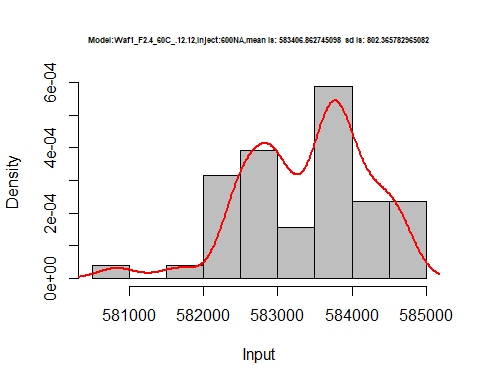 Model:Waf1_F2.4_60C_.12.12,Inject:600NA,mean is: 583406.862745098 sd is: 802.365782965082
6e-04
4e-04
2e-04
0e+00
Density
581000 582000 583000 584000 585000
Input